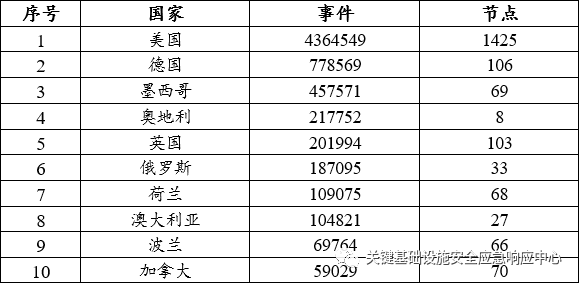 序号 国家 事件 节点
1 美国 4364549 1425
2 德国 778569 106
3 墨西哥 457571 69
4 奥地利 217752 8
5 英国 201994 103
6 俄罗斯 187095 33
7 荷兰 109075 68
8 澳大利亚 104821 27
9 波兰 69764 66
关键基础设施安全应急响应中心
10 加拿大 59029 70